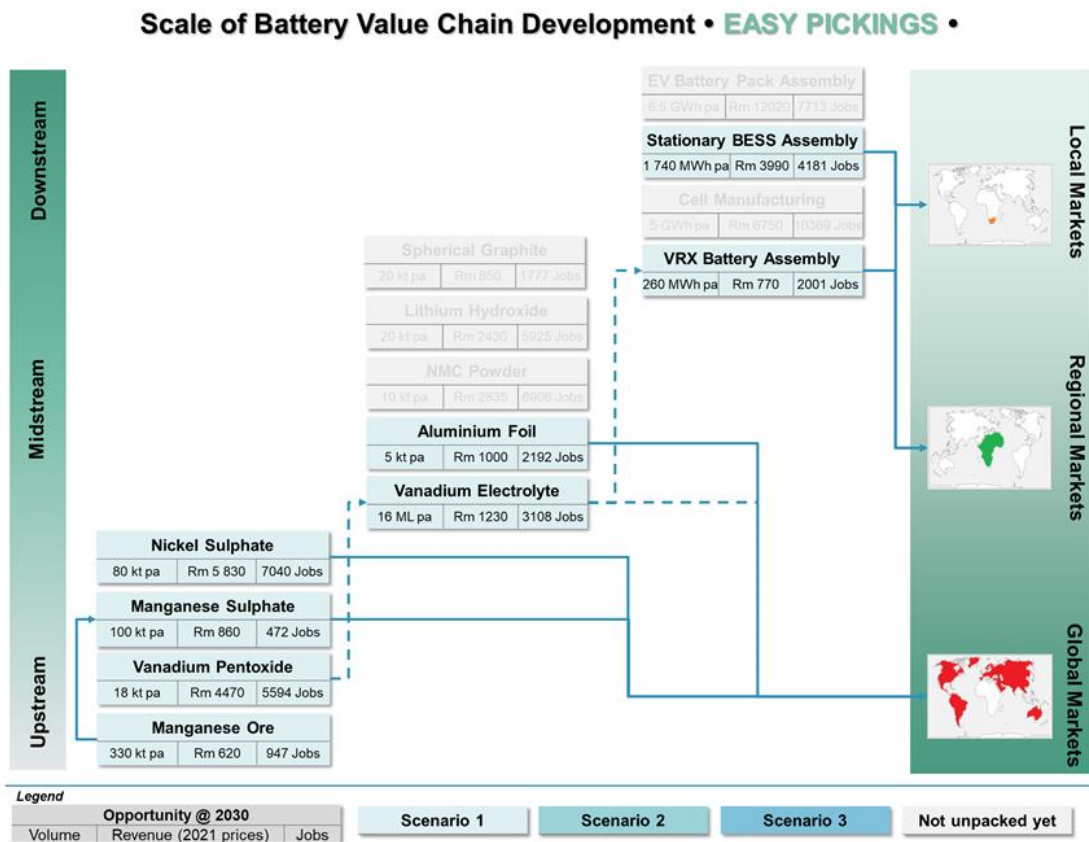 Scale of Battery Value Chain Development • EASY PICKINGS •
Downstream
Midstream
Upstream
EV Battery Pack Assembly
6.5 GWh pa Rm 12020 7713 Jobs
Stationary BESS Assembly
1 740 MWh pa Rm 3990 4181 Jobs
Cell Manufacturing
5 GWh pa Rm 6750 10369 Jobs
VRX Battery Assembly
260 MWh pa Rm 770 2001 Jobs
Spherical Graphite
20 kt pa Rm 850 1777 Jobs
Lithium Hydroxide
20 kt pa Rm 2430 5925 Jobs
NMC Powder
10 kt pa Rm 2835 6906 Jobs
Aluminium Foil
5 kt pa Rm 1000 2192 Jobs
Vanadium Electrolyte
16 ML pa Rm 1230 3108 Jobs
Nickel Sulphate
80 kt pa Rm 5 830 7040 Jobs
Manganese Sulphate
100 kt pa Rm 860 472 Jobs
Vanadium Pentoxide
18 kt pa Rm 4470 5594 Jobs
Manganese Ore
330 kt pa Rm 620 947 Jobs
Local Markets
Regional Markets
Global Markets
Legend
Opportunity @ 2030
Volume Revenue (2021 prices) Jobs
Scenario 1
Scenario 2
Scenario 3
Not unpacked yet